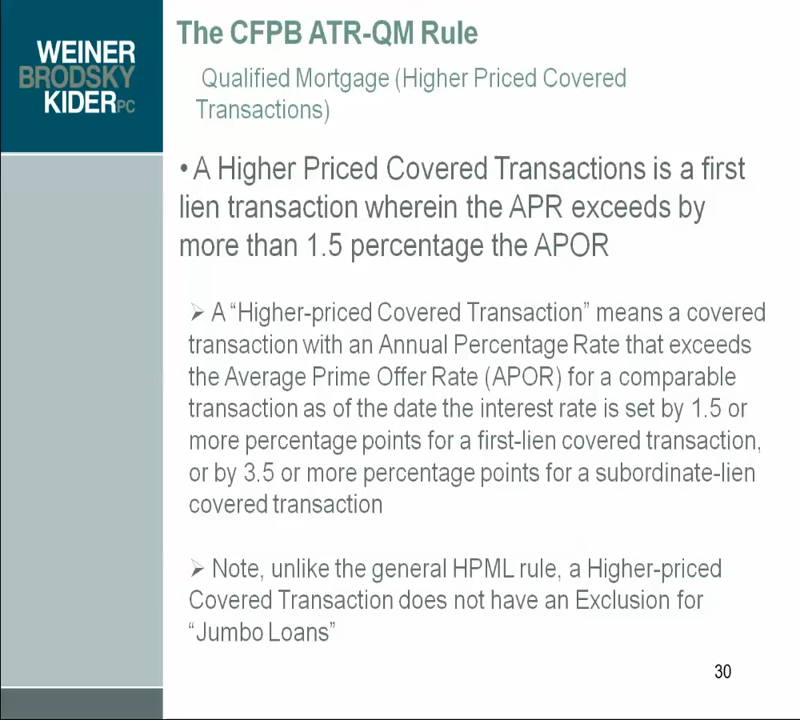 WEINER
BRODSKY
KIDER PC
The CFPB ATR-QM Rule
Qualified Mortgage (Higher Priced Covered
Transactions)
• A Higher Priced Covered Transactions is a first
lien transaction wherein the APR exceeds by
more than 1.5 percentage the APOR
➢ A “Higher-priced Covered Transaction” means a covered
transaction with an Annual Percentage Rate that exceeds
the Average Prime Offer Rate (APOR) for a comparable
transaction as of the date the interest rate is set by 1.5 or
more percentage points for a first-lien covered transaction,
or by 3.5 or more percentage points for a subordinate-lien
covered transaction
➢ Note, unlike the general HPML rule, a Higher-priced
Covered Transaction does not have an Exclusion for
“Jumbo Loans”
30